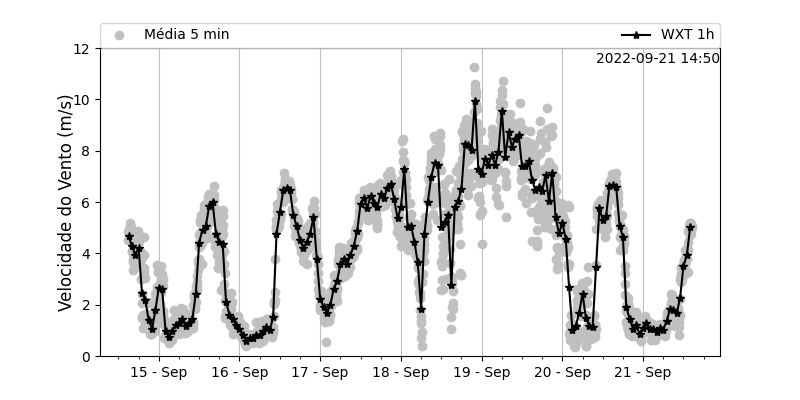 Média 5 min
WXT 1h
2022-09-21 14:50
Velocidade do Vento (m/s)
12
10
8
6
4
2
0
15 - Sep
16 - Sep
17 - Sep
18 - Sep
19 - Sep
20 - Sep
21 - Sep